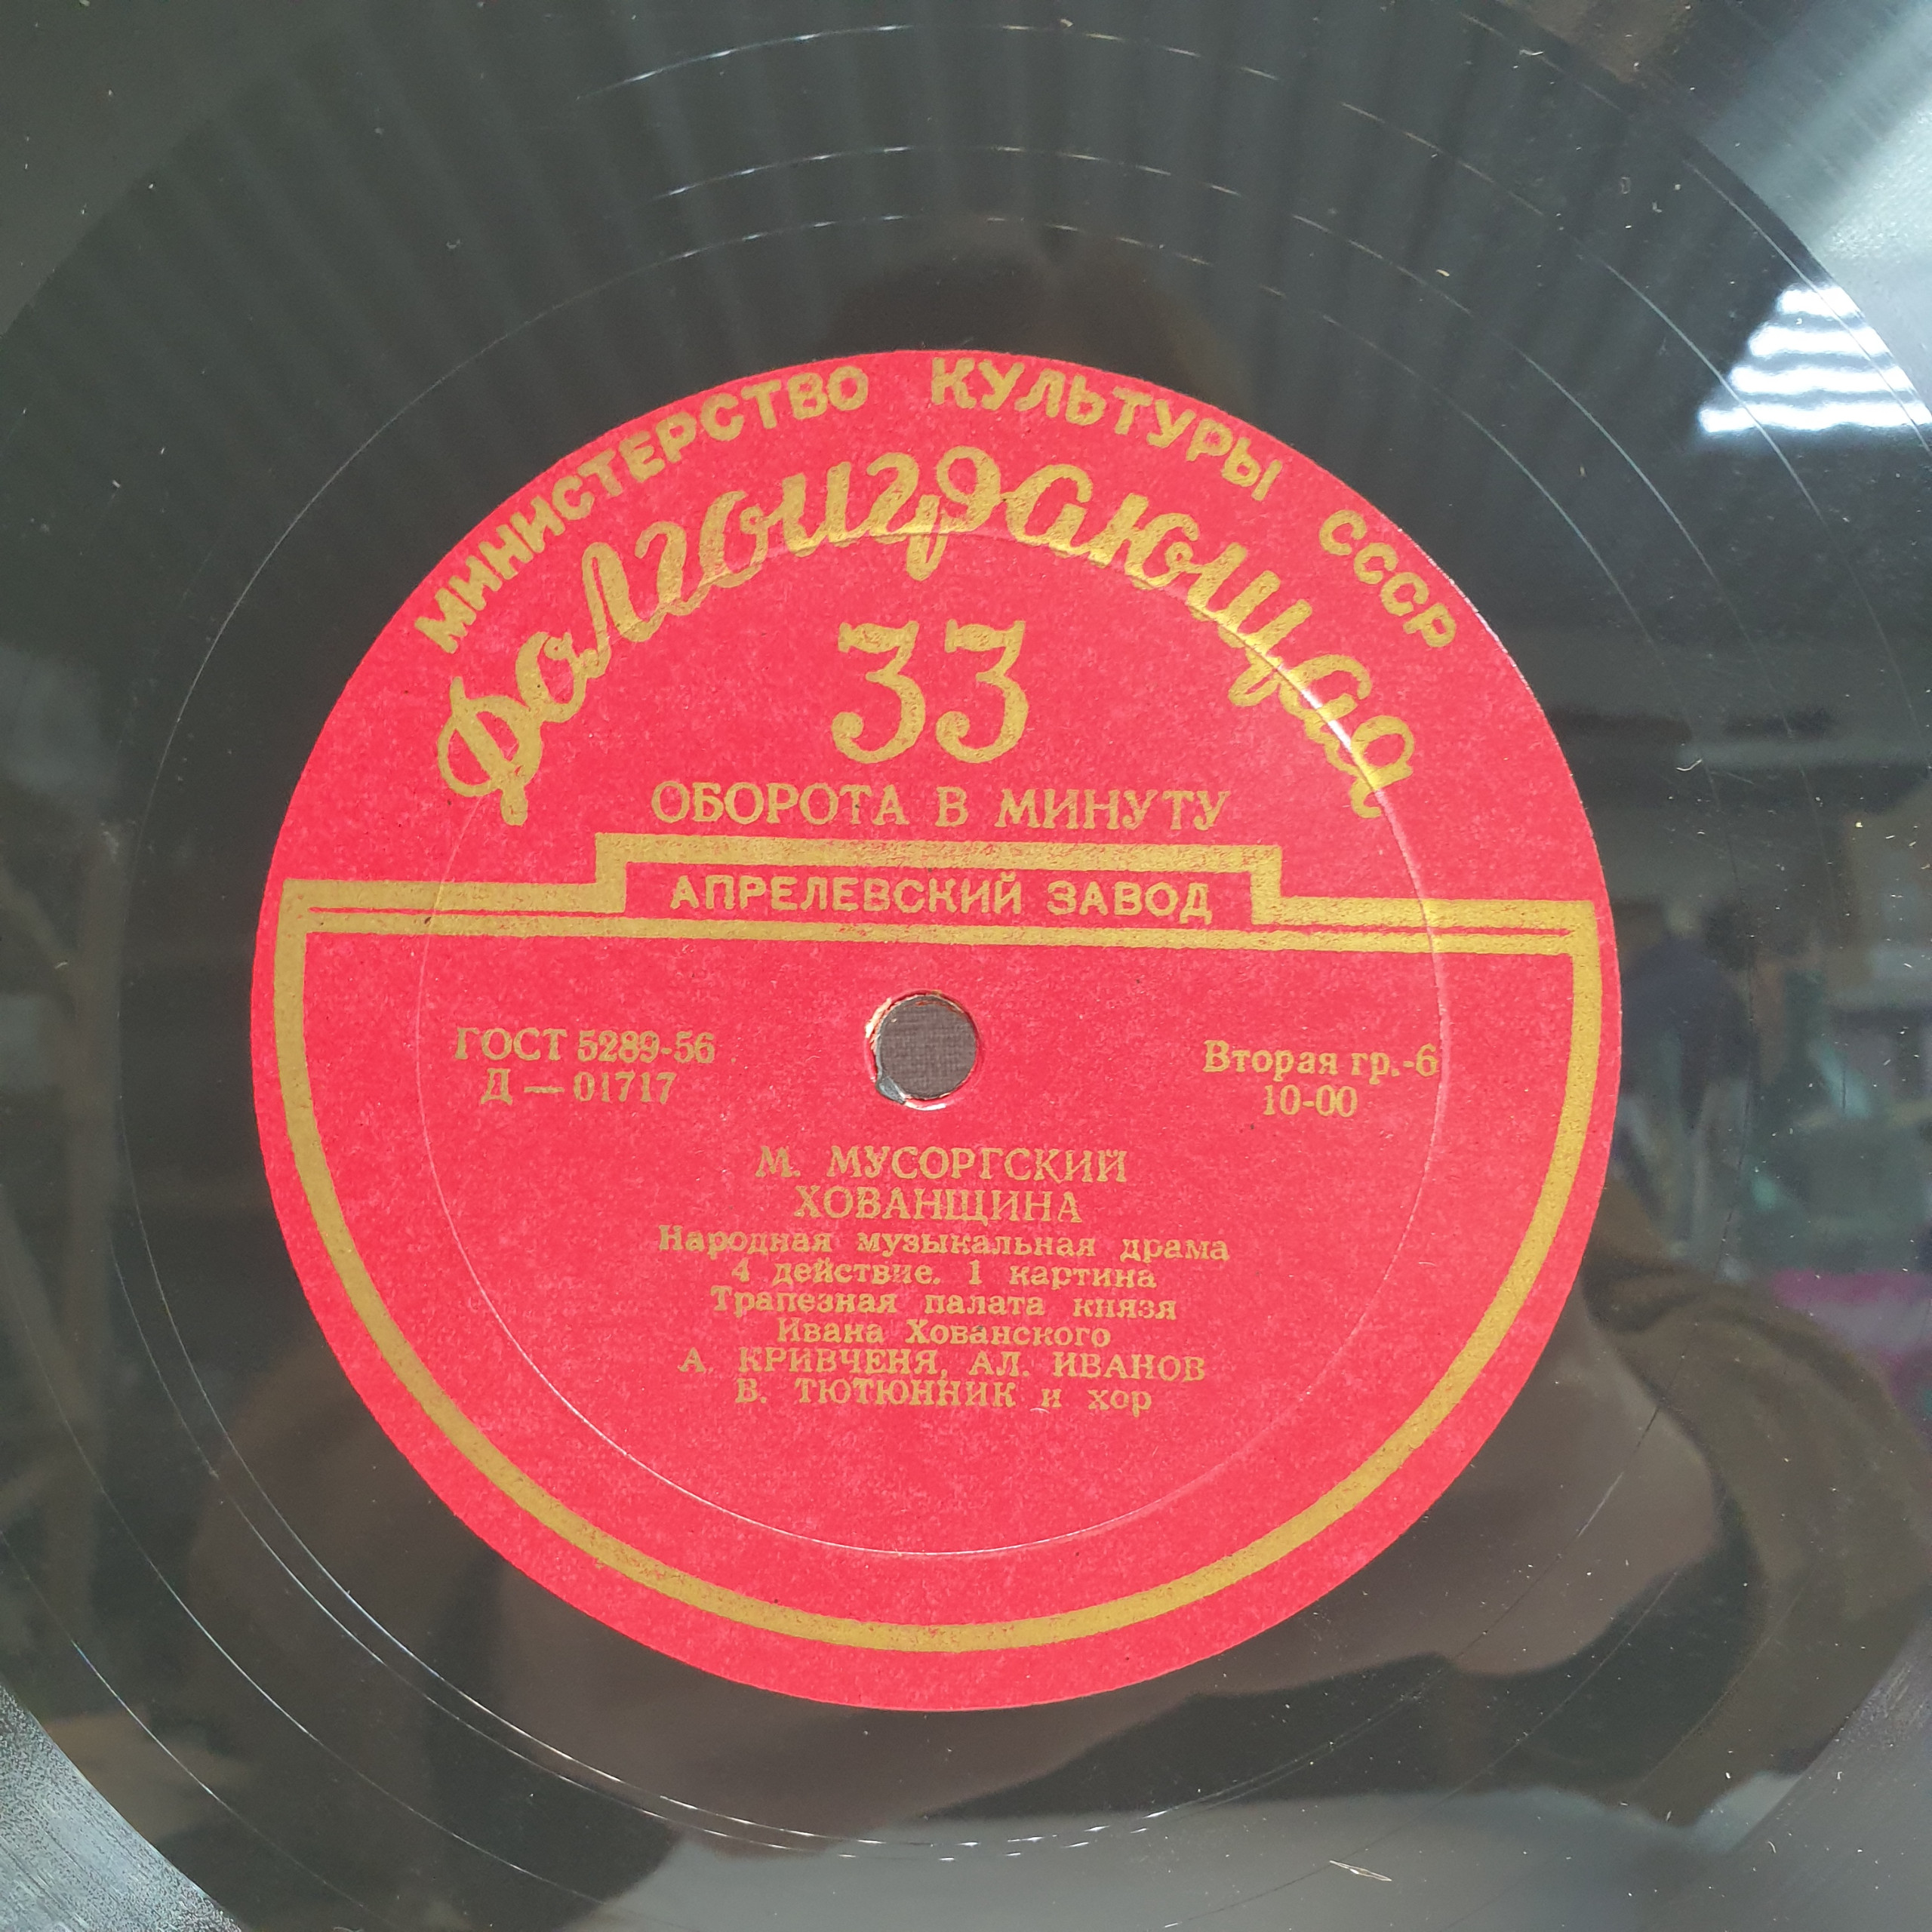 МИНИСТЕРСТВО КУЛЬТУРЫ СССР
Долгоиграющая
33
ОБОРОТА В МИНУТУ
АПРЕЛЕВСКИЙ ЗАВОД
ГОСТ 5289-56
Д — 01717
Вторая гр.-6
10-00
М. МУСОРГСКИЙ
ХОВАНЩИНА
Народная музыкальная драма
4 действие. 1 картина
Трапезная палата князя
Ивана Хованского
А. КРИВЧЕНЯ, АЛ. ИВАНОВ
В. ТЮТЮННИК и хор